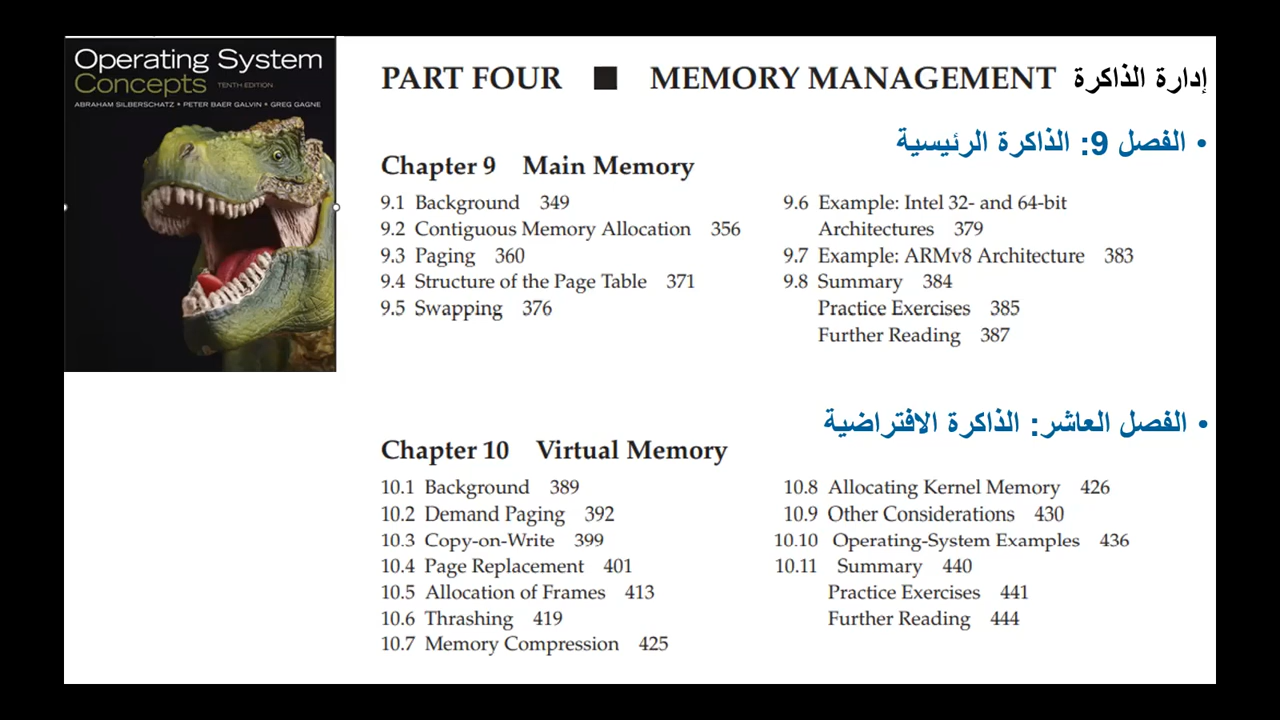 Operating System
Concepts TENTH EDITION
ABRAHAM SILBERSCHATZ • PETER BAER GALVIN • GREG GAGNE
PART FOUR ■ MEMORY MANAGEMENT إدارة الذاكرة
• الفصل 9: الذاكرة الرئيسية
Chapter 9 Main Memory
9.1 Background 349
9.2 Contiguous Memory Allocation 356
9.3 Paging 360
9.4 Structure of the Page Table 371
9.5 Swapping 376
9.6 Example: Intel 32- and 64-bit
Architectures 379
9.7 Example: ARMv8 Architecture 383
9.8 Summary 384
Practice Exercises 385
Further Reading 387
• الفصل العاشر: الذاكرة الافتراضية
Chapter 10 Virtual Memory
10.1 Background 389
10.2 Demand Paging 392
10.3 Copy-on-Write 399
10.4 Page Replacement 401
10.5 Allocation of Frames 413
10.6 Thrashing 419
10.7 Memory Compression 425
10.8 Allocating Kernel Memory 426
10.9 Other Considerations 430
10.10 Operating-System Examples 436
10.11 Summary 440
Practice Exercises 441
Further Reading 444